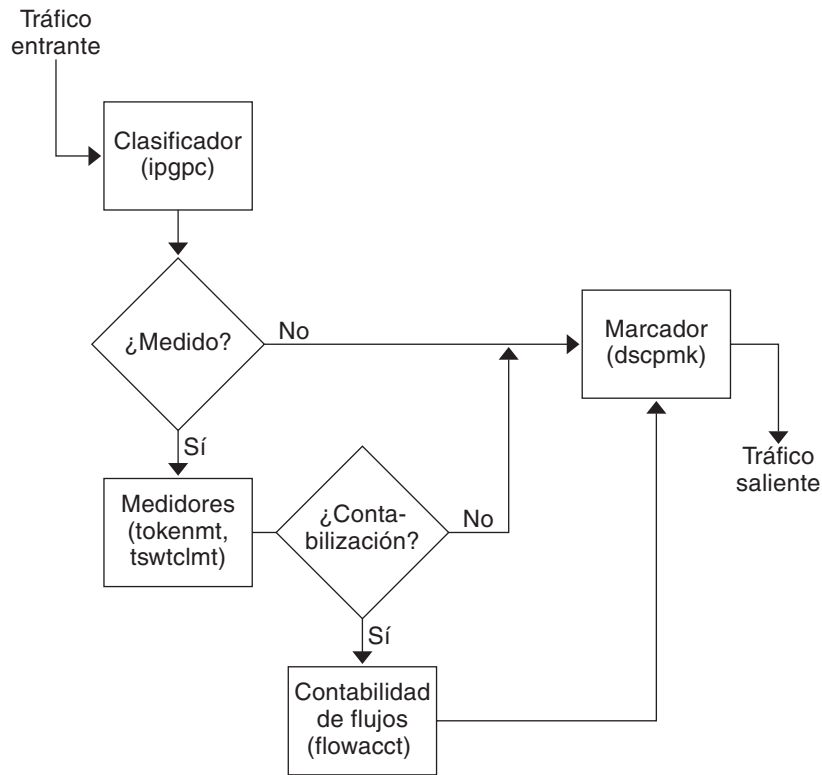 Tráfico
entrante
Clasificador
(ipgpc)
¿Medido?
No
Marcador
(dscpmk)
Sí
Tráfico
saliente
Medidores
(tokenmt,
tswtclmt)
¿Conta-
bilización?
No
Sí
Contabilidad
de flujos
(flowacct)